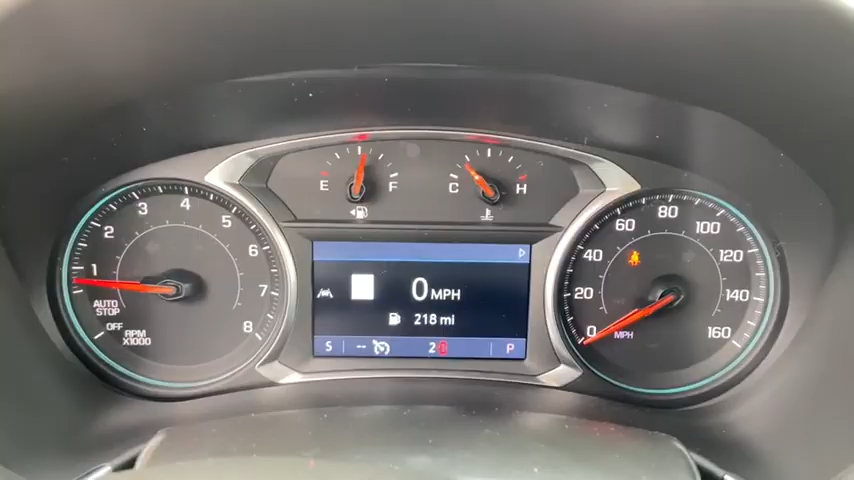 E F
C H
1 2 3 4 5 6 7 8
AUTO
STOP
OFF
RPM
X1000
0 MPH
218 mi
S -- 2 P
0 20 40 60 80 100 120 140 160
MPH